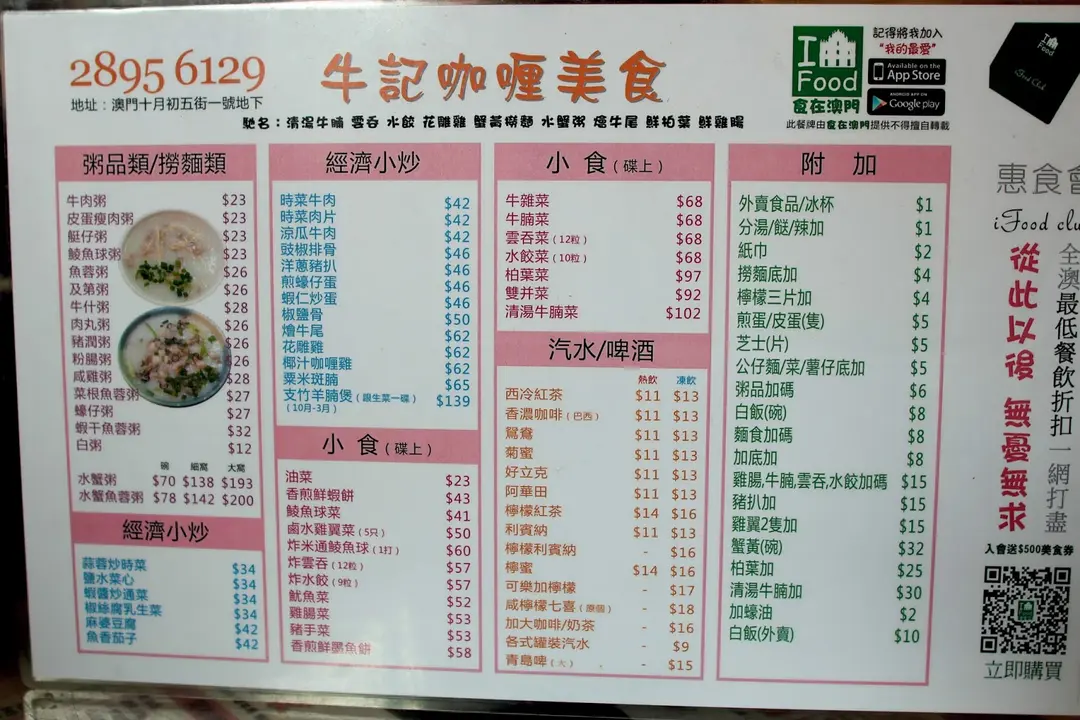 2895 6129
地址：澳門十月初五街一號地下
牛記咖喱美食
馳名：清湯牛腩 雲吞 水餃 花雕雞 蟹黃撈麵 水蟹粥 燴牛尾 鮮柏葉 鮮雞腸
I Food
食在澳門
記得將我加入
"我的最愛"
Available on the
App Store
ANDROID APP ON
Google play
此餐牌由食在澳門提供不得擅自轉載
粥品類/撈麵類
牛肉粥 $23
皮蛋瘦肉粥 $23
艇仔粥 $23
鯪魚球粥 $23
魚蓉粥 $26
及第粥 $26
牛什粥 $28
肉丸粥 $26
豬潤粥 $26
粉腸粥 $26
咸雞粥 $28
菜根魚蓉粥 $27
蠔仔粥 $27
蝦干魚蓉粥 $32
白粥 $12
碗 細窩 大窩
水蟹粥 $70 $138 $193
水蟹魚蓉粥 $78 $142 $200
經濟小炒
蒜蓉炒時菜 $34
鹽水菜心 $34
蝦醬炒通菜 $34
椒絲腐乳生菜 $34
麻婆豆腐 $42
魚香茄子 $42
經濟小炒
時菜牛肉 $42
時菜肉片 $42
涼瓜牛肉 $42
豉椒排骨 $46
洋蔥豬扒 $46
煎蠔仔蛋 $46
蝦仁炒蛋 $46
椒鹽骨 $50
燴牛尾 $62
花雕雞 $62
椰汁咖喱雞 $62
粟米斑腩 $65
支竹羊腩煲（跟生菜一碟） $139
（10月-3月）
小 食（碟上）
油菜 $23
香煎鮮蝦餅 $43
鯪魚球菜 $41
鹵水雞翼菜（5只） $50
炸米通鯪魚球（1打） $60
炸雲吞（12粒） $57
炸水餃（9粒） $57
魷魚菜 $52
雞腸菜 $53
豬手菜 $53
香煎鮮墨魚餅 $58
小 食（碟上）
牛雜菜 $68
牛腩菜 $68
雲吞菜（12粒） $68
水餃菜（10粒） $68
柏葉菜 $97
雙并菜 $92
清湯牛腩菜 $102
汽水/啤酒
熱飲 凍飲
西冷紅茶 $11 $13
香濃咖啡（巴西） $11 $13
鴛鴦 $11 $13
菊蜜 $11 $13
好立克 $11 $13
阿華田 $11 $13
檸檬紅茶 $14 $16
利賓納 $11 $13
檸檬利賓納 - $16
檸蜜 $14 $16
可樂加檸檬 - $17
咸檸檬七喜（原個） - $18
加大咖啡/奶茶 - $16
各式罐裝汽水 - $9
青島啤（大） - $15
附 加
外賣食品/冰杯 $1
分湯/餸/辣加 $1
紙巾 $2
撈麵底加 $4
檸檬三片加 $4
煎蛋/皮蛋(隻) $5
芝士(片) $5
公仔麵/菜/薯仔底加 $5
粥品加碼 $6
白飯(碗) $8
麵食加碼 $8
加底加 $8
雞腸,牛腩,雲吞,水餃加碼 $15
豬扒加 $15
雞翼2隻加 $15
蟹黃(碗) $32
柏葉加 $25
清湯牛腩加 $30
加蠔油 $2
白飯(外賣) $10
I Food
iFood Club
惠食會
iFood clu
從此以後 無憂無求
全澳最低餐飲折扣一網打盡
入會送$500美食券
立即購買